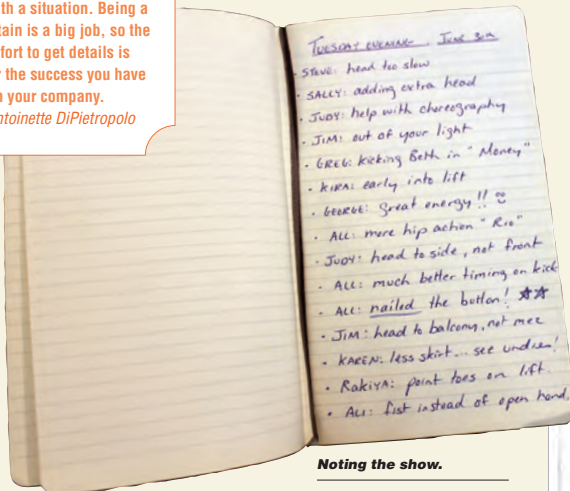 th a situation. Being a
tain is a big job, so the
fort to get details is
the success you have
your company.
ntoinette DiPietropolo
TUESDAY EVENING JUNE 3rd
· STEVE: head too slow
· SALLY: adding extra head
· JUDY: help with choreography
· JIM: out of your light
· GREG: kicking Beth in "Money"
· KIRA: early into lift
· GEORGE: Great energy!!
· ALL: more hip action "Rio"
· JUDY: head to side, not front
· ALL: much better timing on kick
· ALL: nailed the button!
· JIM: head to balcony, not mez
· KAREN: less skirt... see undies!
· RAKIYA: point toes on lift.
· ALL: fist instead of open hand.
Noting the show.